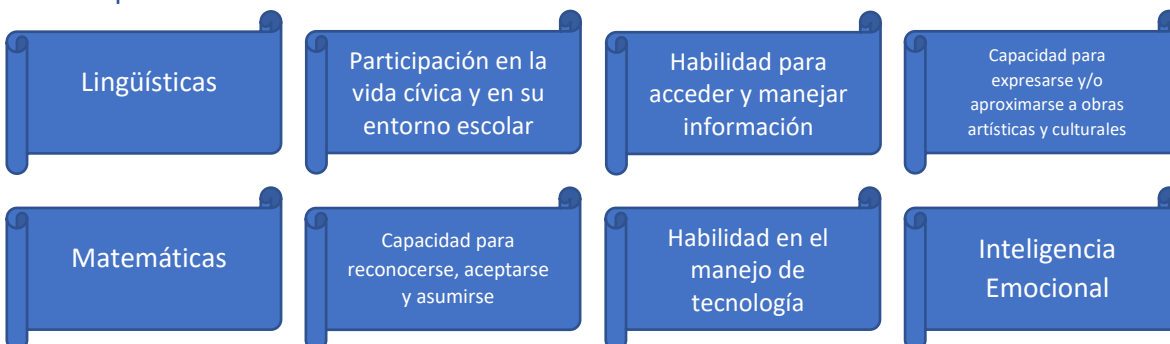 Lingüísticas
Participación en la
vida cívica y en su
entorno escolar
Habilidad para
acceder y manejar
información
Capacidad para
expresarse y/o
aproximarse a obras
artísticas y culturales
Matemáticas
Capacidad para
reconocerse, aceptarse
y asumirse
Habilidad en el
manejo de
tecnología
Inteligencia
Emocional